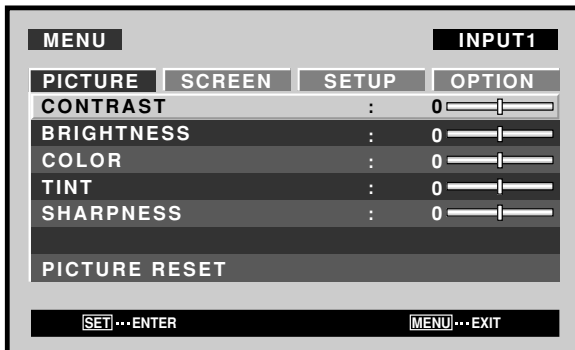 MENU INPUT1
PICTURE SCREEN SETUP OPTION
CONTRAST : 0
BRIGHTNESS : 0
COLOR : 0
TINT : 0
SHARPNESS : 0
PICTURE RESET
SET ··· ENTER MENU ··· EXIT